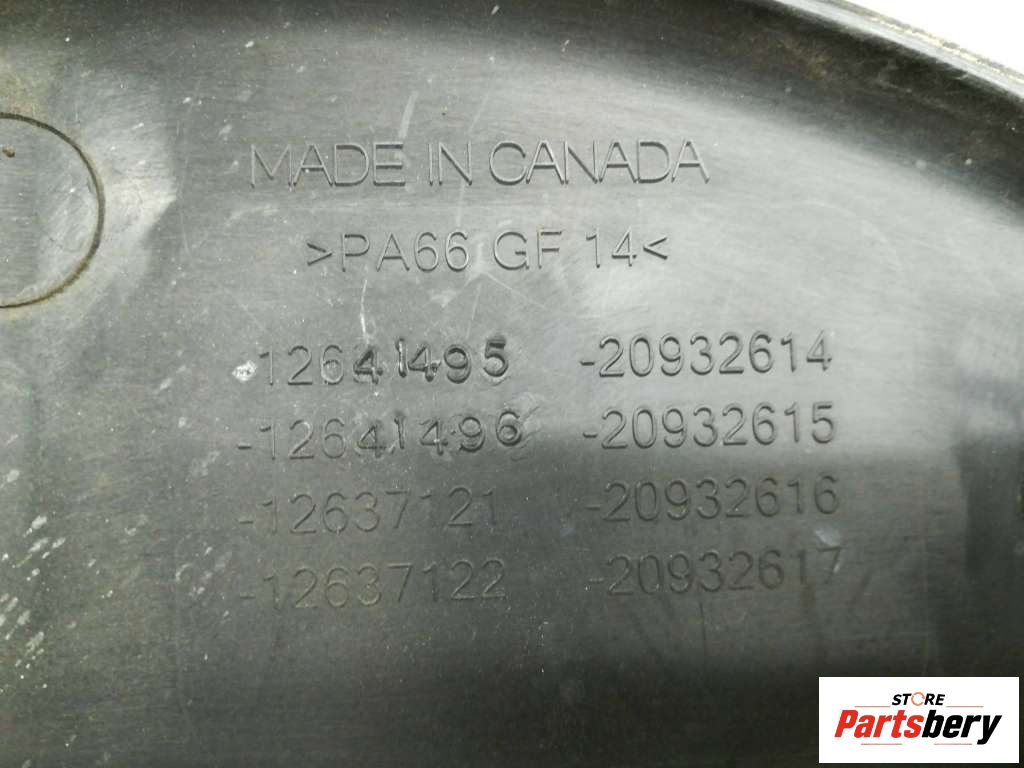 MADE IN CANADA
>PA66 GF 14<
-12641495 -20932614
-12641496 -20932615
-12637121 -20932616
-12637122 -20932617
STORE
Partsbery